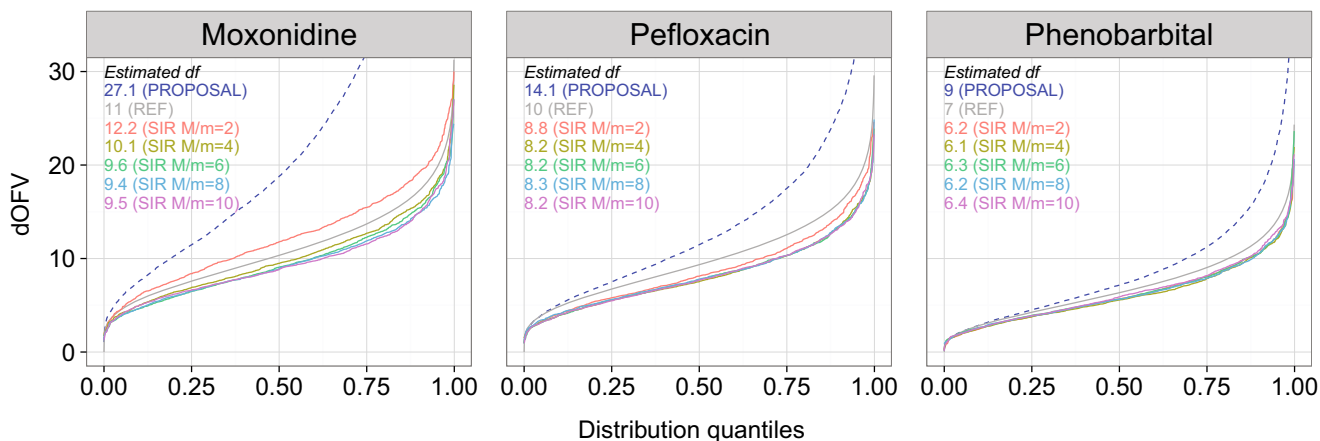 Moxonidine
Pefloxacin
Phenobarbital
dOFV
30
20
10
0
Estimated df
27.1 (PROPOSAL)
11 (REF)
12.2 (SIR M/m=2)
10.1 (SIR M/m=4)
9.6 (SIR M/m=6)
9.4 (SIR M/m=8)
9.5 (SIR M/m=10)
Estimated df
14.1 (PROPOSAL)
10 (REF)
8.8 (SIR M/m=2)
8.2 (SIR M/m=4)
8.2 (SIR M/m=6)
8.3 (SIR M/m=8)
8.2 (SIR M/m=10)
Estimated df
9 (PROPOSAL)
7 (REF)
6.2 (SIR M/m=2)
6.1 (SIR M/m=4)
6.3 (SIR M/m=6)
6.2 (SIR M/m=8)
6.4 (SIR M/m=10)
0.00 0.25 0.50 0.75 1.00
0.00 0.25 0.50 0.75 1.00
0.00 0.25 0.50 0.75 1.00
Distribution quantiles